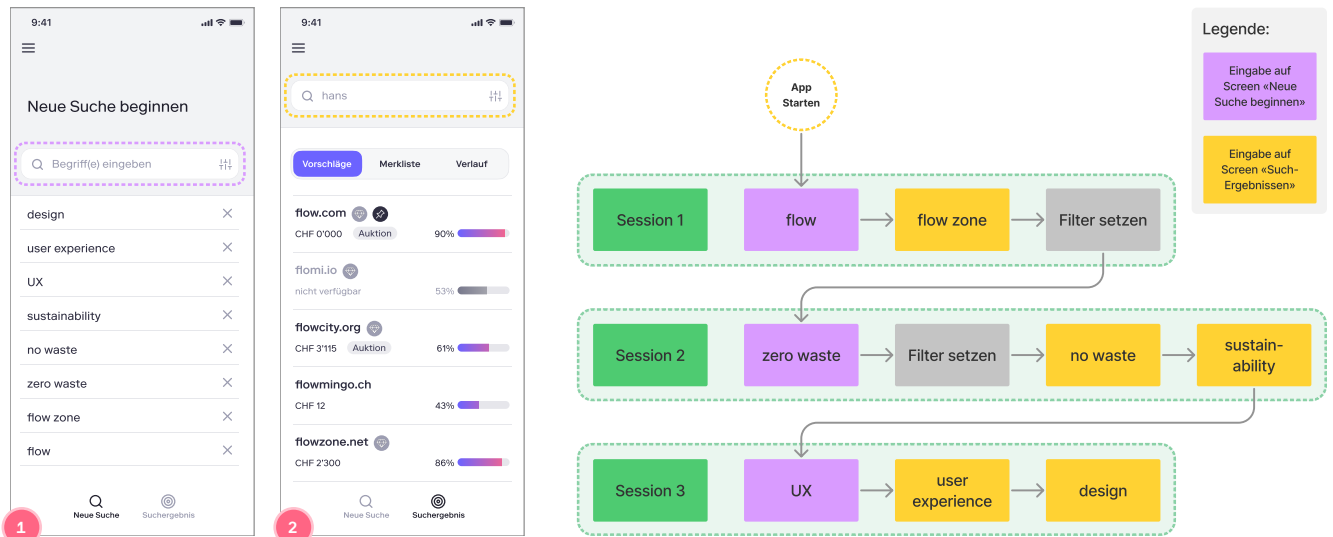 9:41
Neue Suche beginnen
Begriff(e) eingeben
design
user experience
UX
sustainability
no waste
zero waste
flow zone
flow
Neue Suche
Suchergebnis
1
9:41
hans
Vorschläge
Merkliste
Verlauf
flow.com
CHF 0'000
Auktion
90%
flomi.io
nicht verfügbar
53%
flowcity.org
CHF 3'115
Auktion
61%
flowmingo.ch
CHF 12
43%
flowzone.net
CHF 2'300
86%
Neue Suche
Suchergebnis
2
App
Starten
Session 1
flow
flow zone
Filter setzen
Session 2
zero waste
Filter setzen
no waste
sustain-
ability
Session 3
UX
user
experience
design
Legende:
Eingabe auf
Screen «Neue
Suche beginnen»
Eingabe auf
Screen «Such-
Ergebnissen»